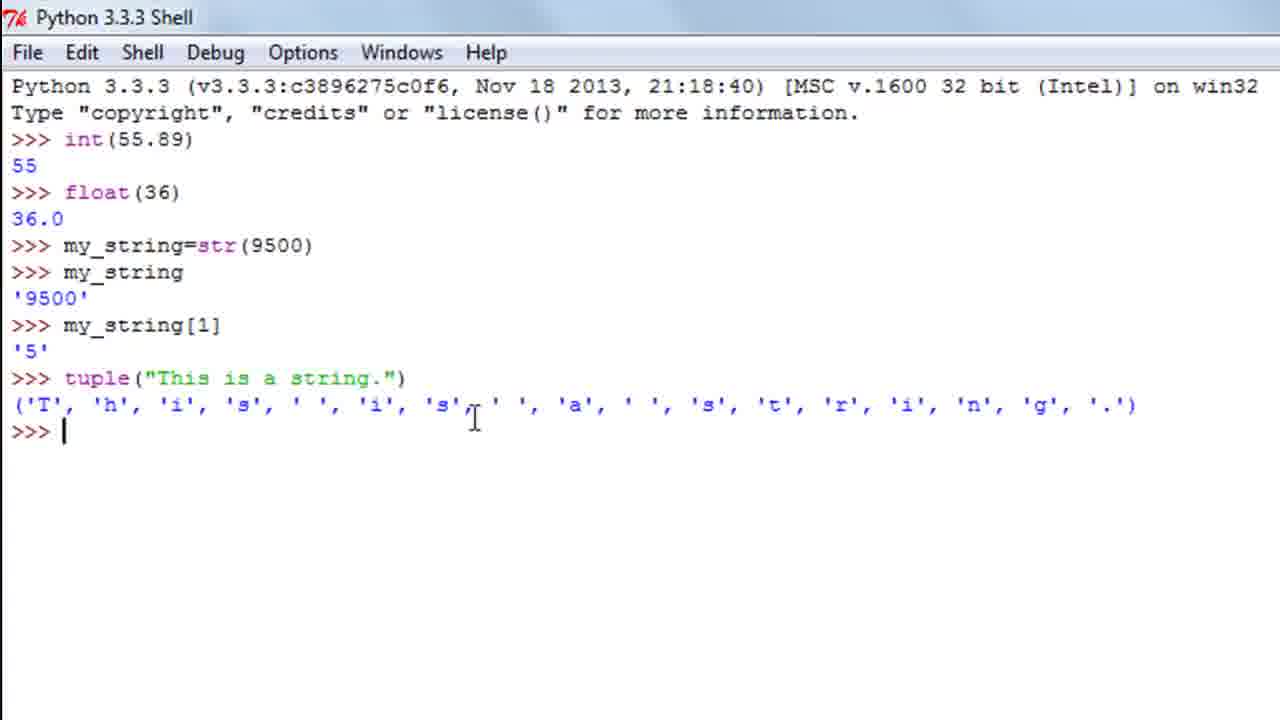 Python 3.3.3 Shell
File Edit Shell Debug Options Windows Help
Python 3.3.3 (v3.3.3:c3896275c0f6, Nov 18 2013, 21:18:40) [MSC v.1600 32 bit (Intel)] on win32
Type "copyright", "credits" or "license()" for more information.
>>> int(55.89)
55
>>> float(36)
36.0
>>> my_string=str(9500)
>>> my_string
'9500'
>>> my_string[1]
'5'
>>> tuple("This is a string.")
('T', 'h', 'i', 's', ' ', 'i', 's', ' ', 'a', ' ', 's', 't', 'r', 'i', 'n', 'g', '.')
>>>